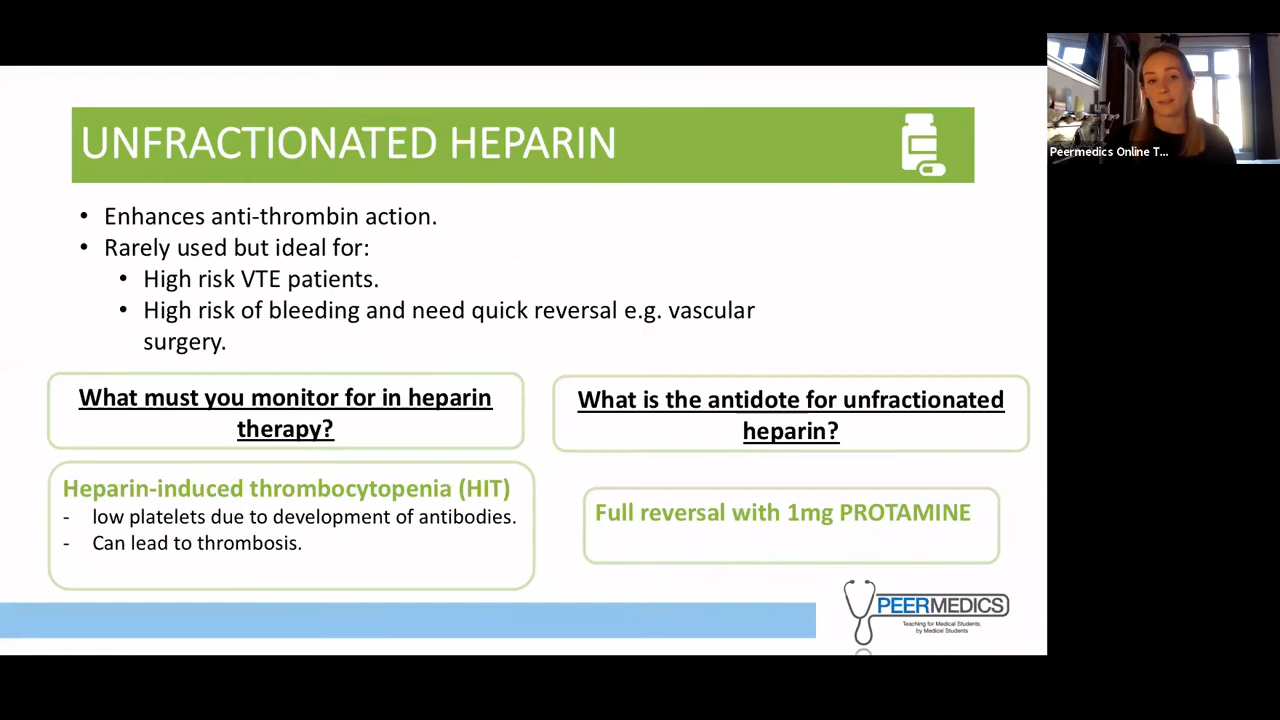 UNFRACTIONATED HEPARIN
Peermedics Online T...
• Enhances anti-thrombin action.
• Rarely used but ideal for:
• High risk VTE patients.
• High risk of bleeding and need quick reversal e.g. vascular
surgery.
What must you monitor for in heparin
therapy?
What is the antidote for unfractionated
heparin?
Heparin-induced thrombocytopenia (HIT)
- low platelets due to development of antibodies.
- Can lead to thrombosis.
Full reversal with 1mg PROTAMINE
PEERMEDICS
Teaching for Medical Students,
by Medical Students